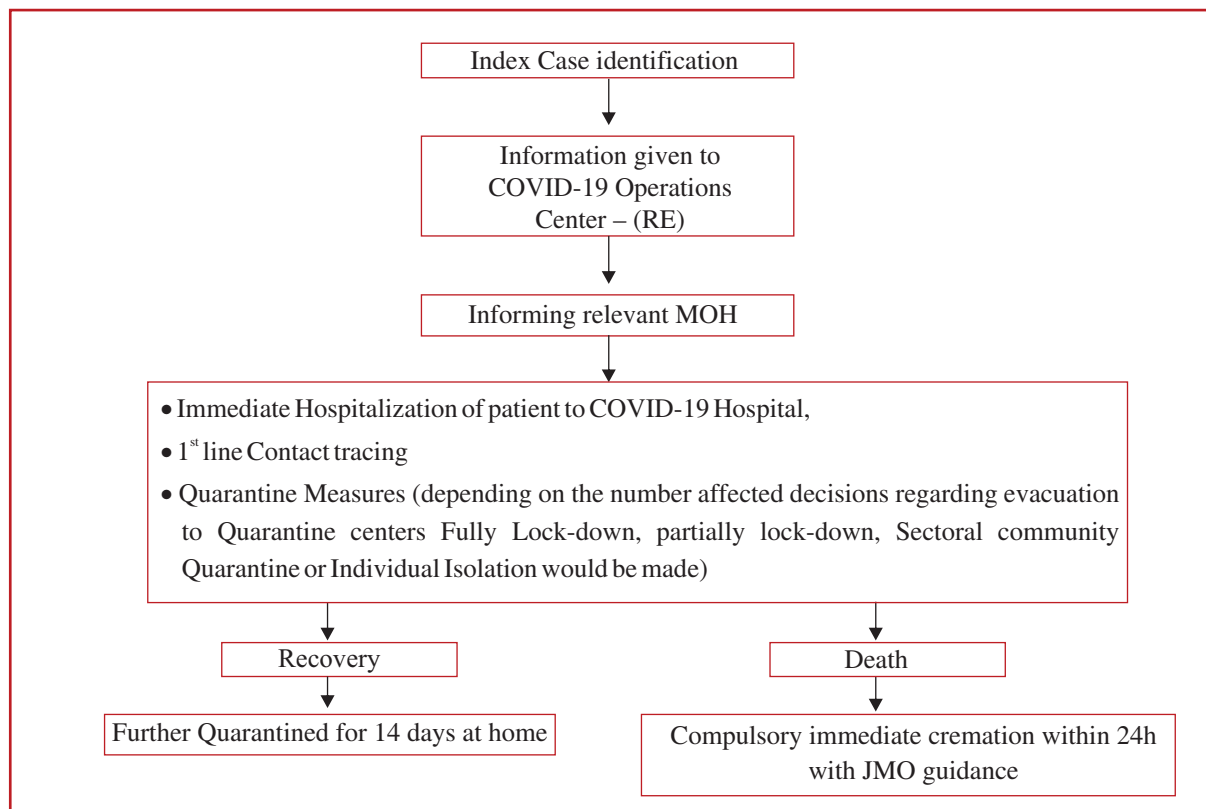 Index Case identification
Information given to
COVID-19 Operations
Center – (RE)
Informing relevant MOH
• Immediate Hospitalization of patient to COVID-19 Hospital,
• 1st line Contact tracing
• Quarantine Measures (depending on the number affected decisions regarding evacuation
to Quarantine centers Fully Lock-down, partially lock-down, Sectoral community
Quarantine or Individual Isolation would be made)
Recovery
Death
Further Quarantined for 14 days at home
Compulsory immediate cremation within 24h
with JMO guidance